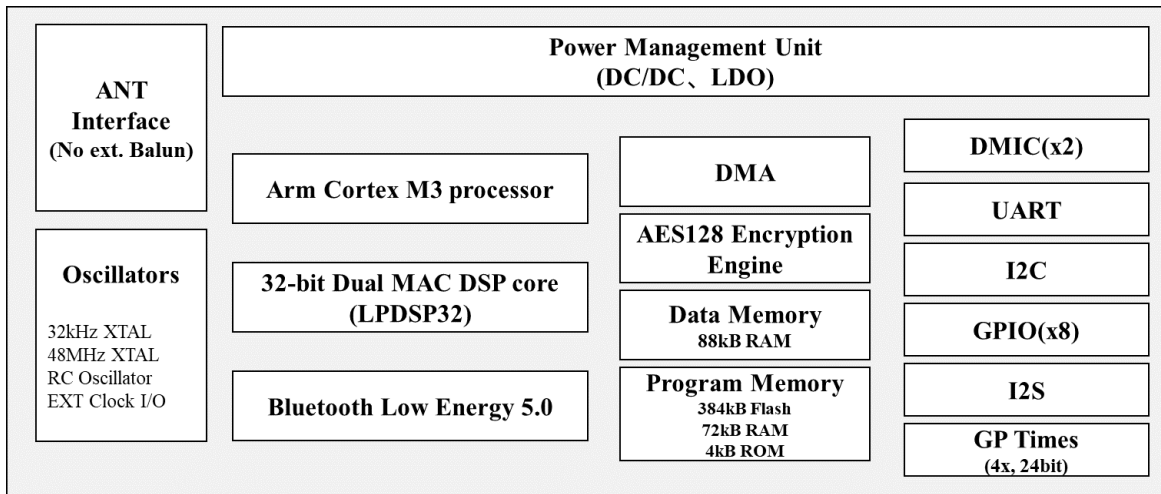 Power Management Unit
(DC/DC、LDO)
ANT
Interface
(No ext. Balun)
Oscillators
32kHz XTAL
48MHz XTAL
RC Oscillator
EXT Clock I/O
Arm Cortex M3 processor
32-bit Dual MAC DSP core
(LPDSP32)
Bluetooth Low Energy 5.0
DMA
AES128 Encryption
Engine
Data Memory
88kB RAM
Program Memory
384kB Flash
72kB RAM
4kB ROM
DMIC(x2)
UART
I2C
GPIO(x8)
I2S
GP Times
(4x, 24bit)